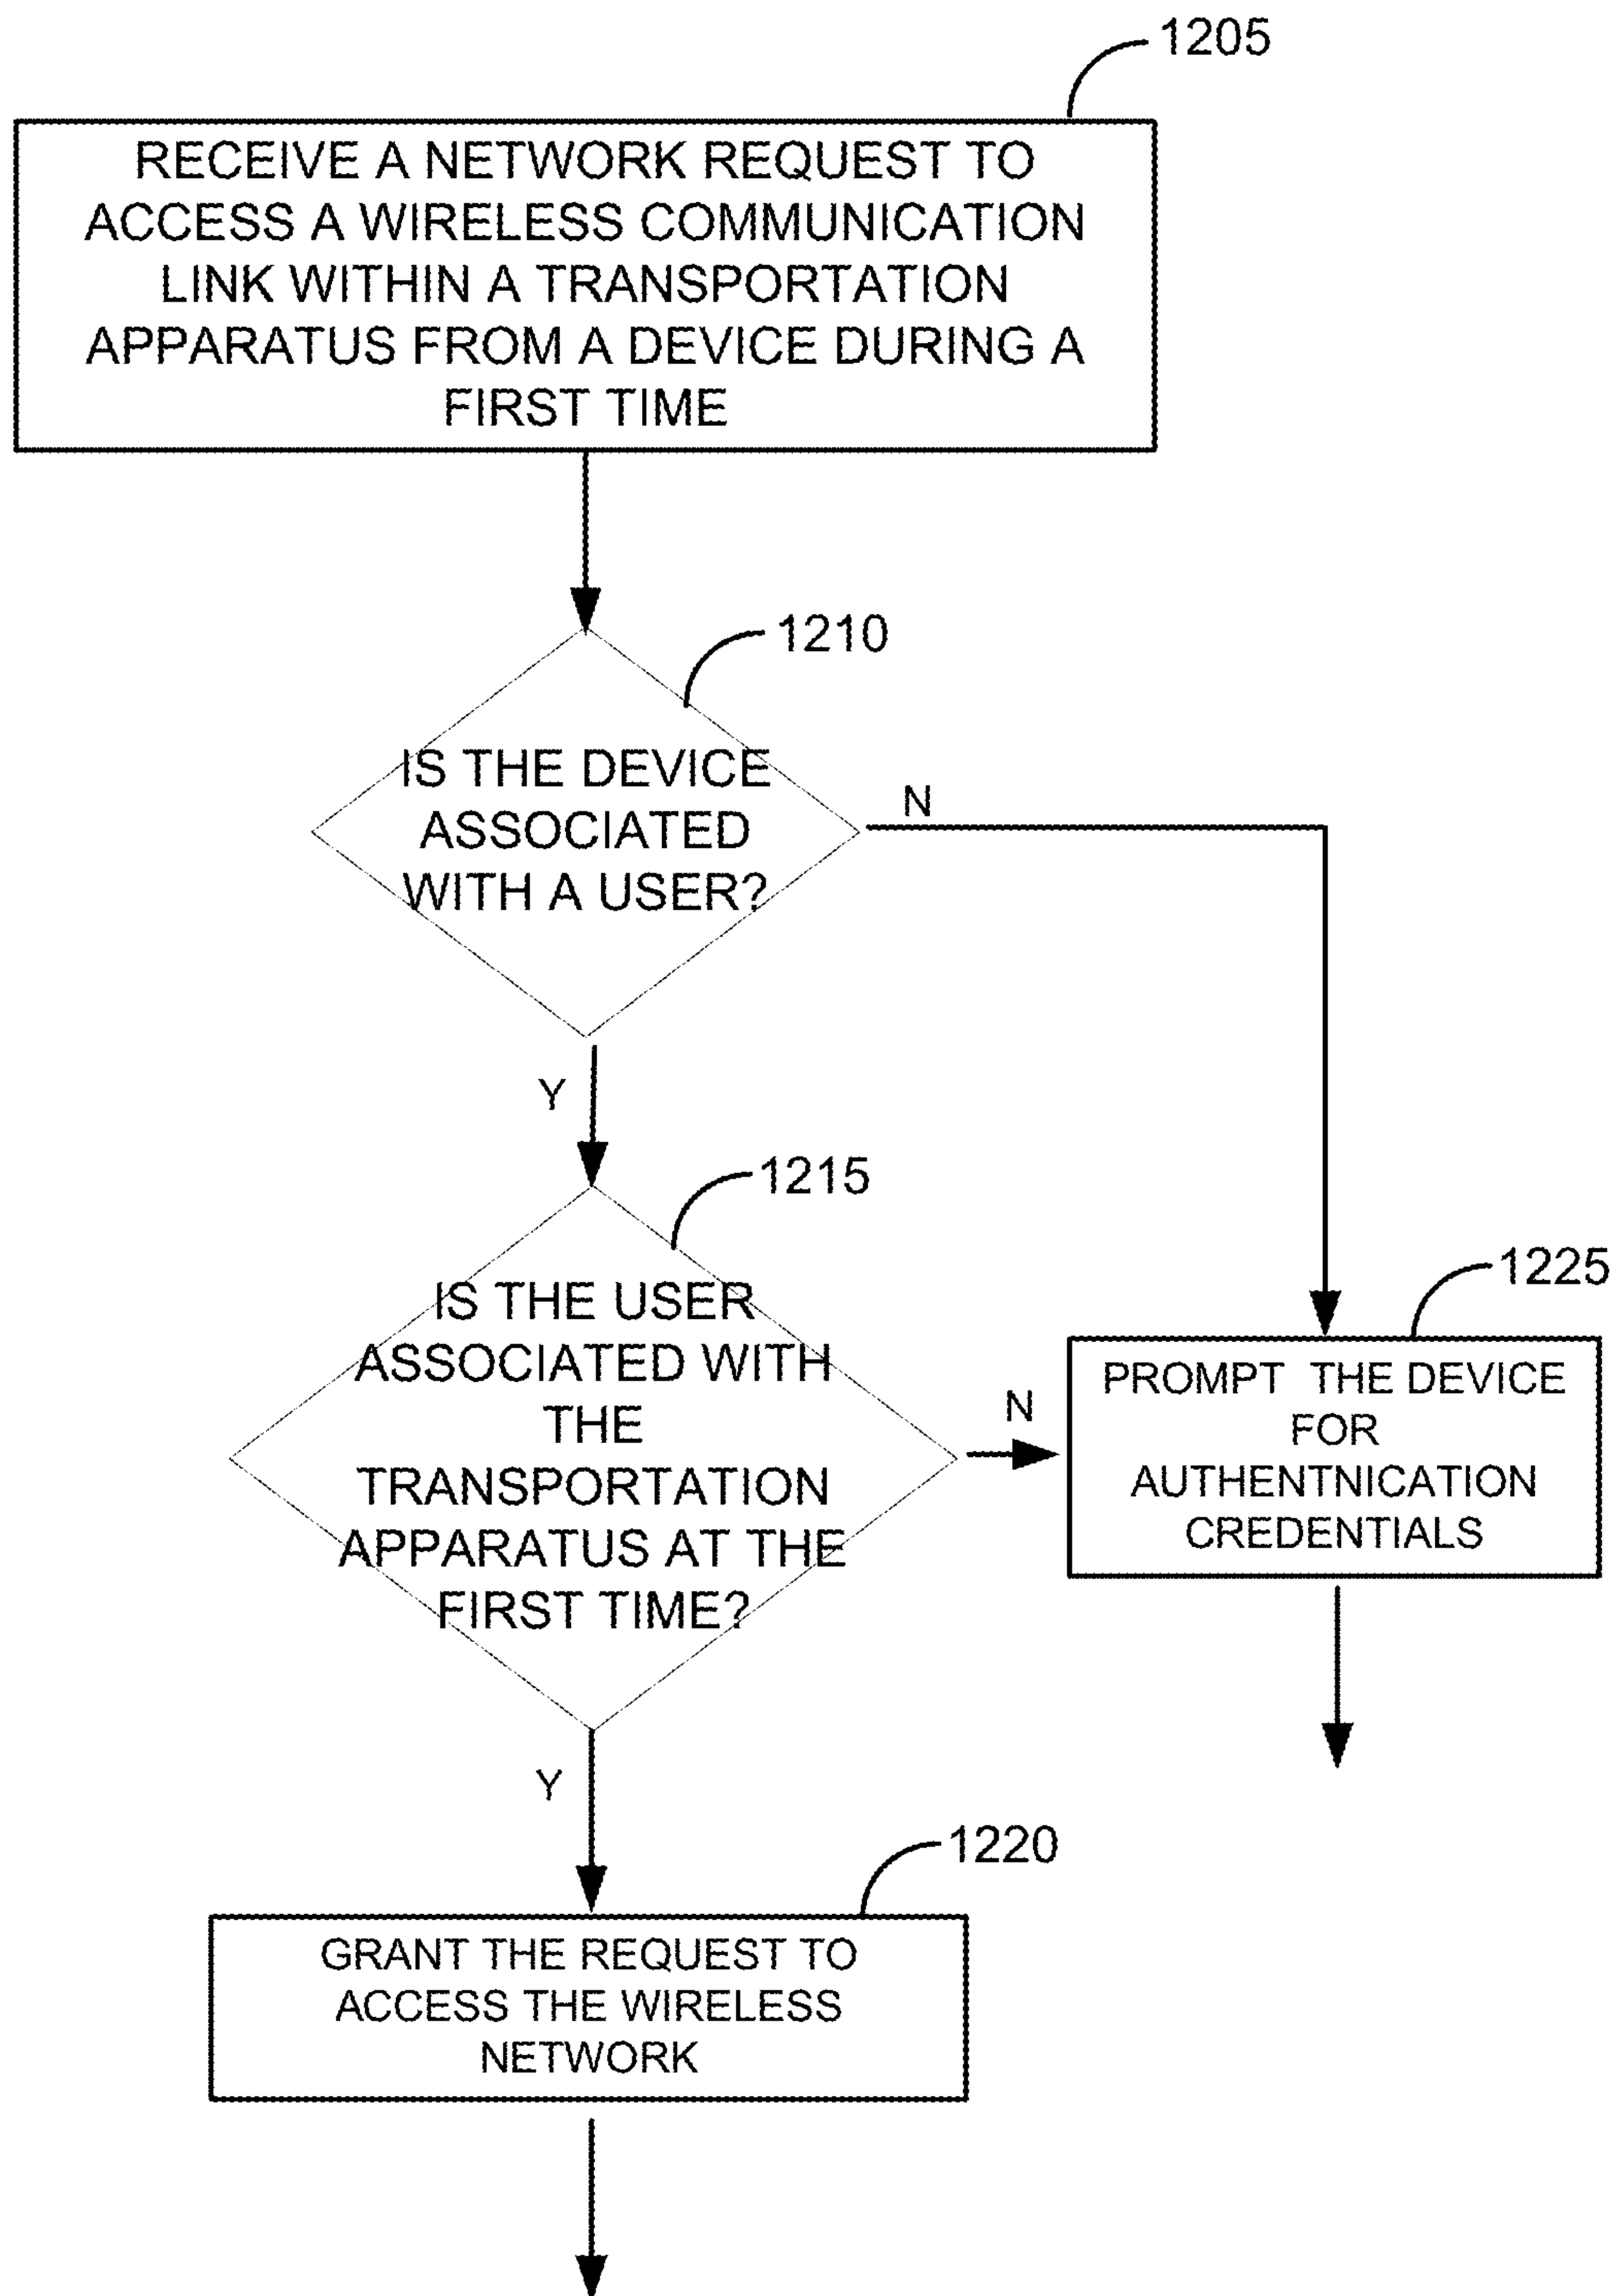 1205
RECEIVE A NETWORK REQUEST TO
ACCESS A WIRELESS COMMUNICATION
LINK WITHIN A TRANSPORTATION
APPARATUS FROM A DEVICE DURING A
FIRST TIME
1210
IS THE DEVICE
ASSOCIATED
WITH A USER?
N
Y
1215
IS THE USER
ASSOCIATED WITH
THE
TRANSPORTATION
APPARATUS AT THE
FIRST TIME?
N
1225
PROMPT THE DEVICE
FOR
AUTHENTNICATION
CREDENTIALS
Y
1220
GRANT THE REQUEST TO
ACCESS THE WIRELESS
NETWORK